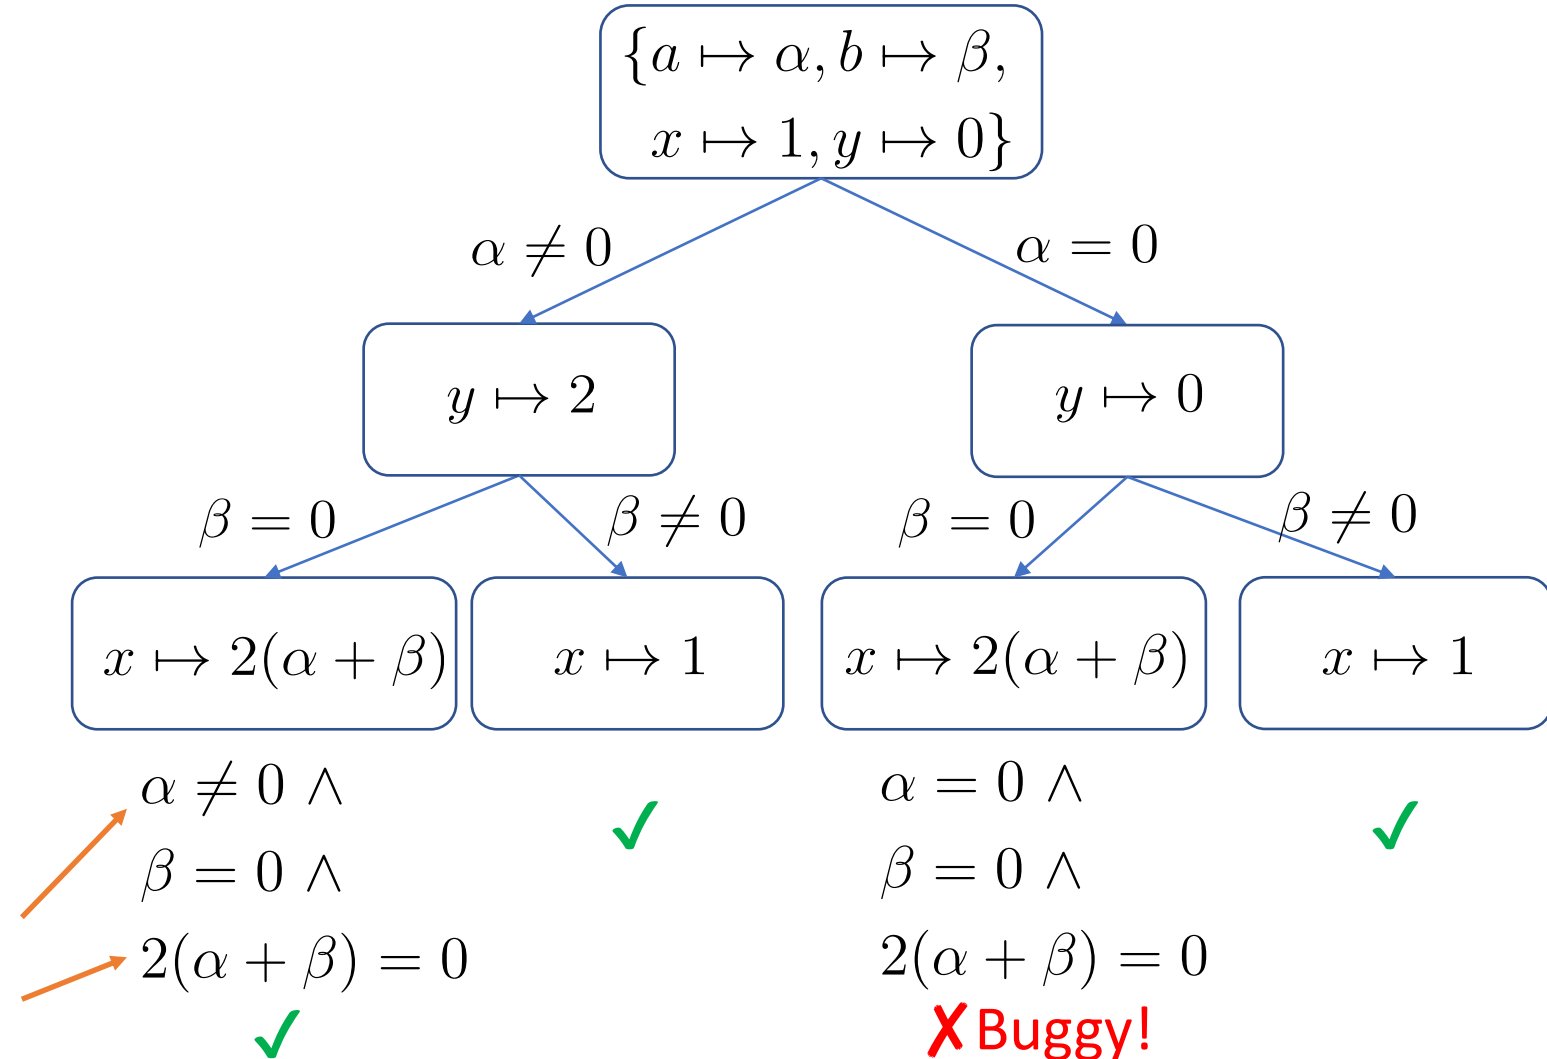 {a ↦ α, b ↦ β,
x ↦ 1, y ↦ 0}
α ≠ 0
α = 0
y ↦ 2
y ↦ 0
β = 0
β ≠ 0
β = 0
β ≠ 0
x ↦ 2(α + β)
x ↦ 1
x ↦ 2(α + β)
x ↦ 1
α ≠ 0 ∧
β = 0 ∧
2(α + β) = 0
✓
✓
α = 0 ∧
β = 0 ∧
2(α + β) = 0
✗Buggy!
✓